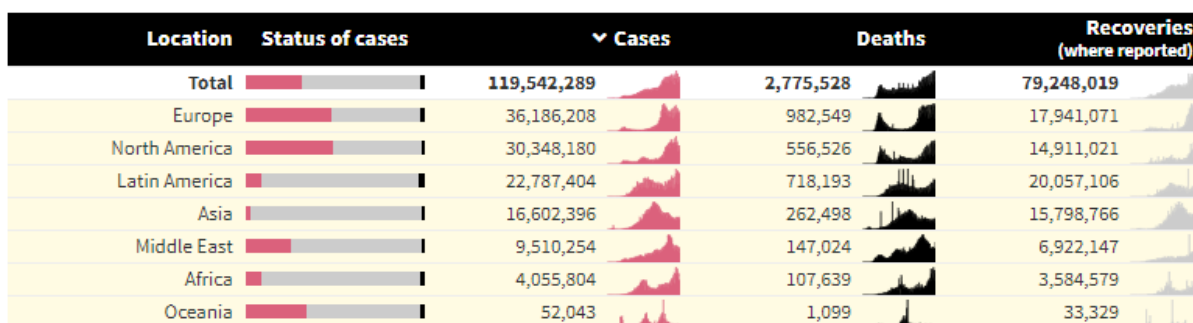 Location Status of cases Cases Deaths Recoveries
(where reported)
Total 119,542,289 2,775,528 79,248,019
Europe 36,186,208 982,549 17,941,071
North America 30,348,180 556,526 14,911,021
Latin America 22,787,404 718,193 20,057,106
Asia 16,602,396 262,498 15,798,766
Middle East 9,510,254 147,024 6,922,147
Africa 4,055,804 107,639 3,584,579
Oceania 52,043 1,099 33,329